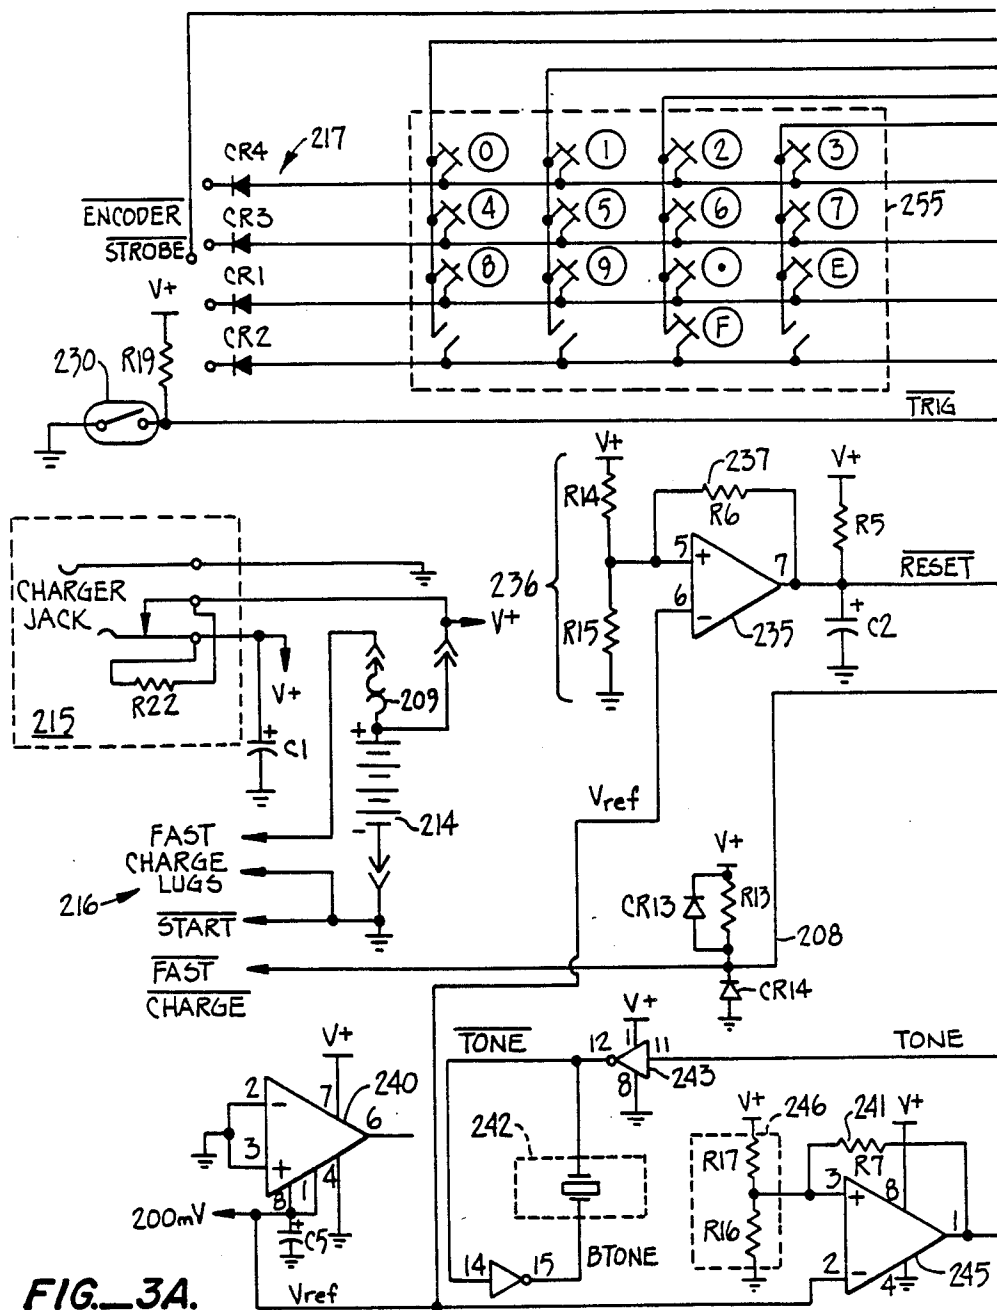 CR4
217
0
1
2
3
ENCODER
STROBE
CR3
4
5
6
7
255
CR1
8
9
.
E
V+
CR2
F
230
R19
TRIG
V+
237
V+
R14
R6
R5
5
+
7
RESET
236
6
-
R15
235
+
C2
CHARGER
JACK
V+
R22
V+
209
215
+
C1
+
-
214
Vref
FAST
CHARGE
LUGS
216
START
V+
CR13
R13
208
FAST
CHARGE
CR14
V+
TONE
12
1
11
TONE
8
243
V+
7
240
2
-
6
3
+
4
8
1
200mV
+
C5
242
V+
246
241
V+
R17
R7
3
+
8
R16
1
2
-
4
245
14
15
BTONE
FIG._3A.
Vref